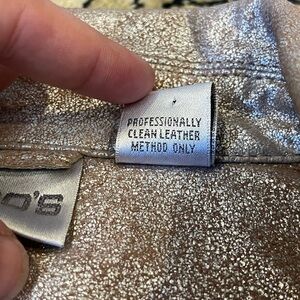 PROFESSIONALLY
CLEAN LEATHER
METHOD ONLY
O'S